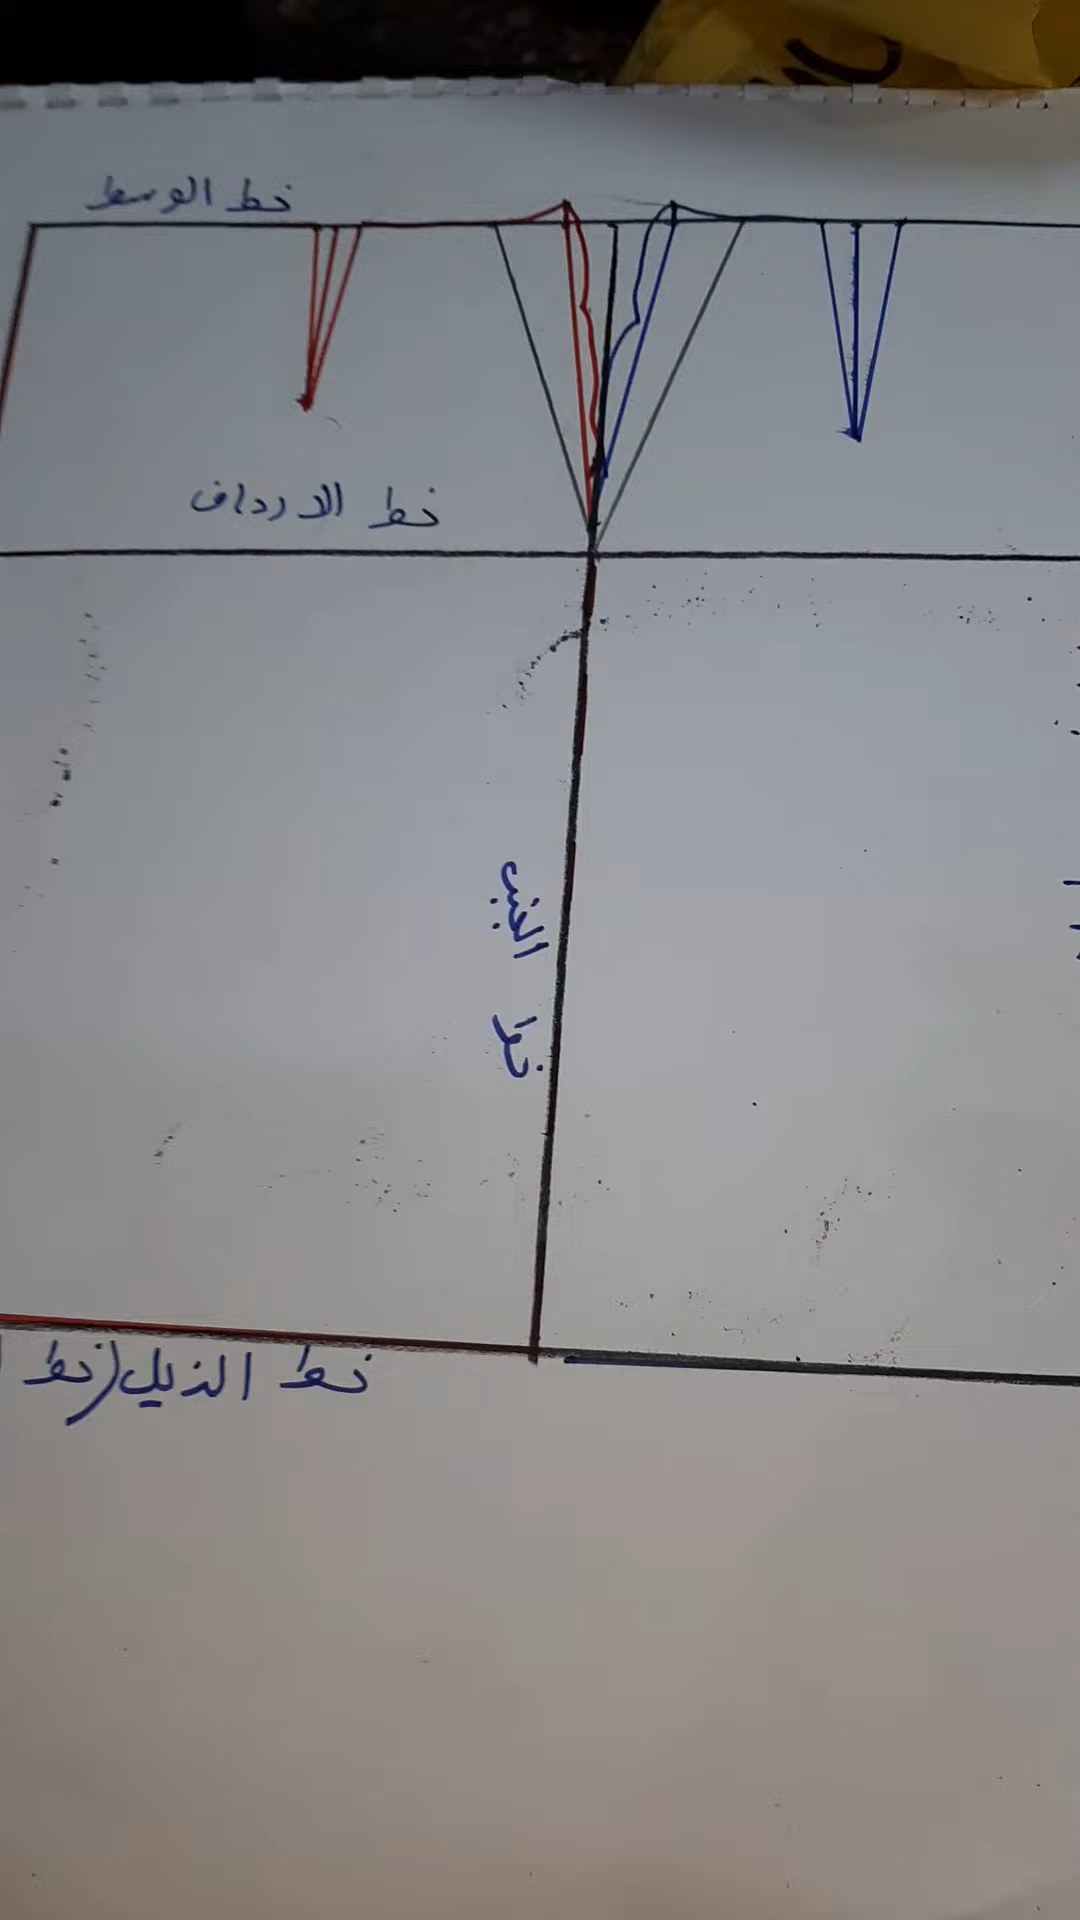 خط الوسط
خط الارداف
خط الجنب
خط الذيل (خط